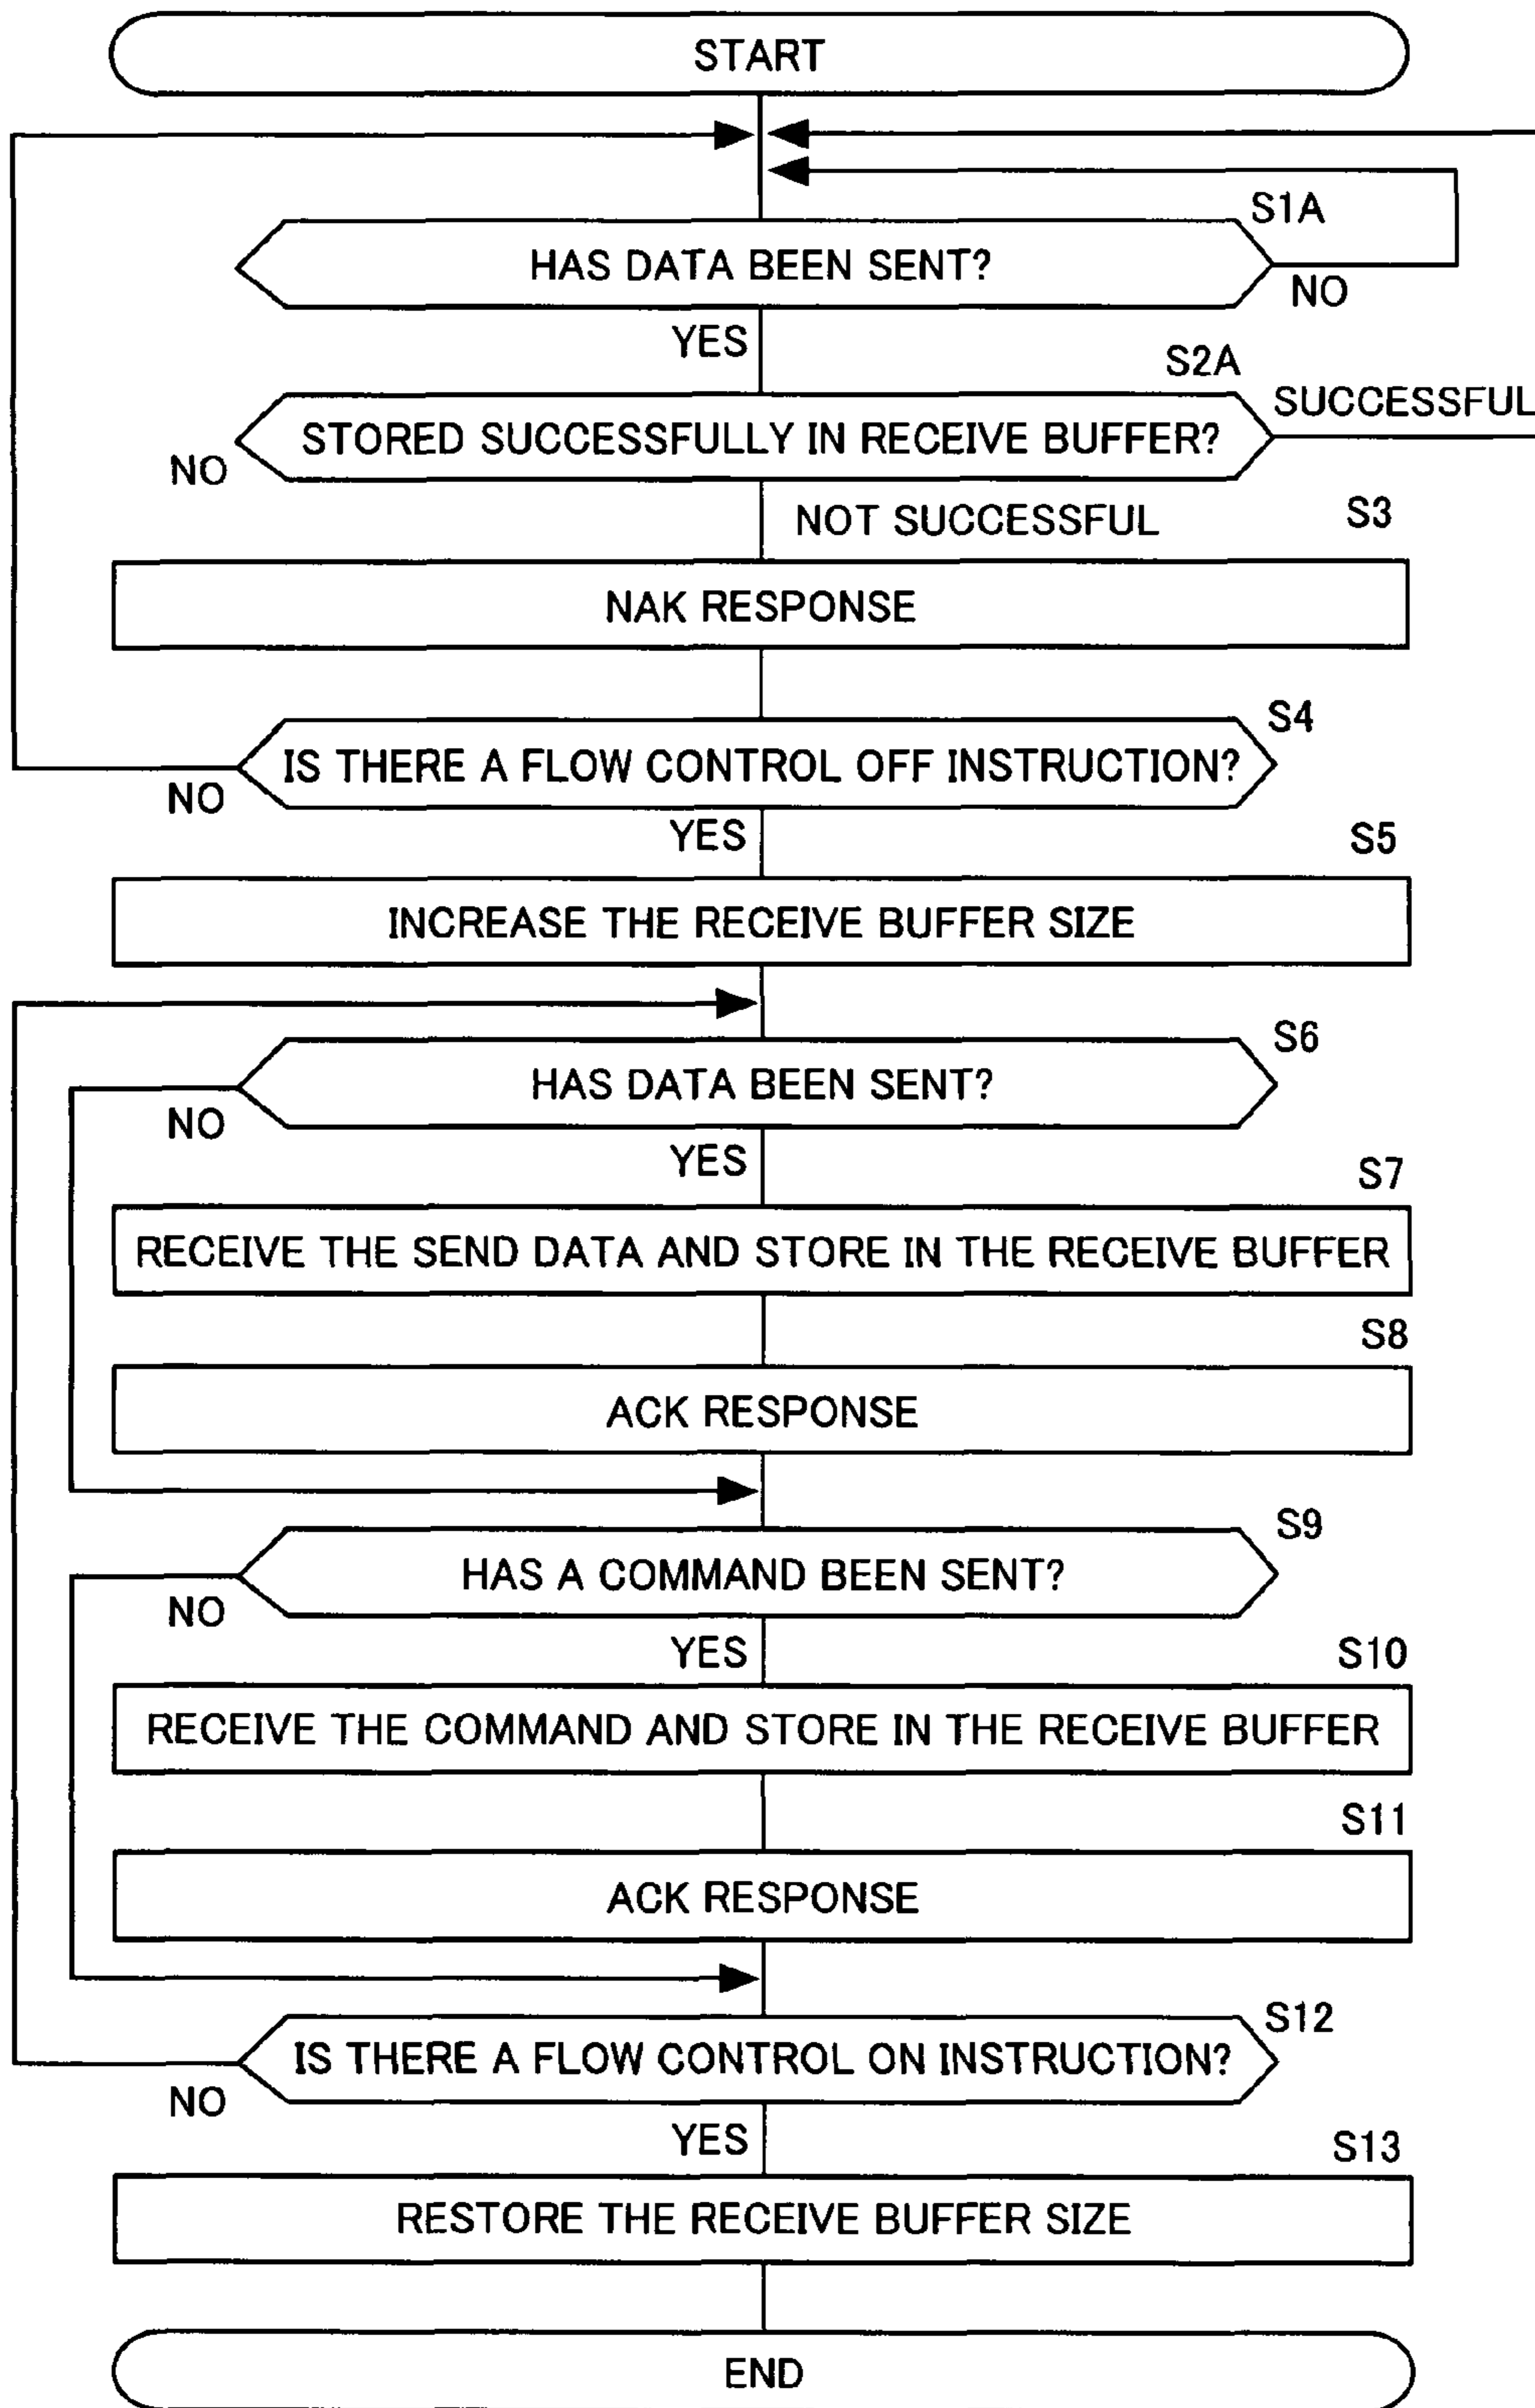 START
S1A
HAS DATA BEEN SENT?
NO
YES
S2A
SUCCESSFUL
STORED SUCCESSFULLY IN RECEIVE BUFFER?
NO
NOT SUCCESSFUL
S3
NAK RESPONSE
S4
IS THERE A FLOW CONTROL OFF INSTRUCTION?
NO
YES
S5
INCREASE THE RECEIVE BUFFER SIZE
S6
HAS DATA BEEN SENT?
NO
YES
S7
RECEIVE THE SEND DATA AND STORE IN THE RECEIVE BUFFER
S8
ACK RESPONSE
S9
HAS A COMMAND BEEN SENT?
NO
YES
S10
RECEIVE THE COMMAND AND STORE IN THE RECEIVE BUFFER
S11
ACK RESPONSE
S12
IS THERE A FLOW CONTROL ON INSTRUCTION?
NO
YES
S13
RESTORE THE RECEIVE BUFFER SIZE
END